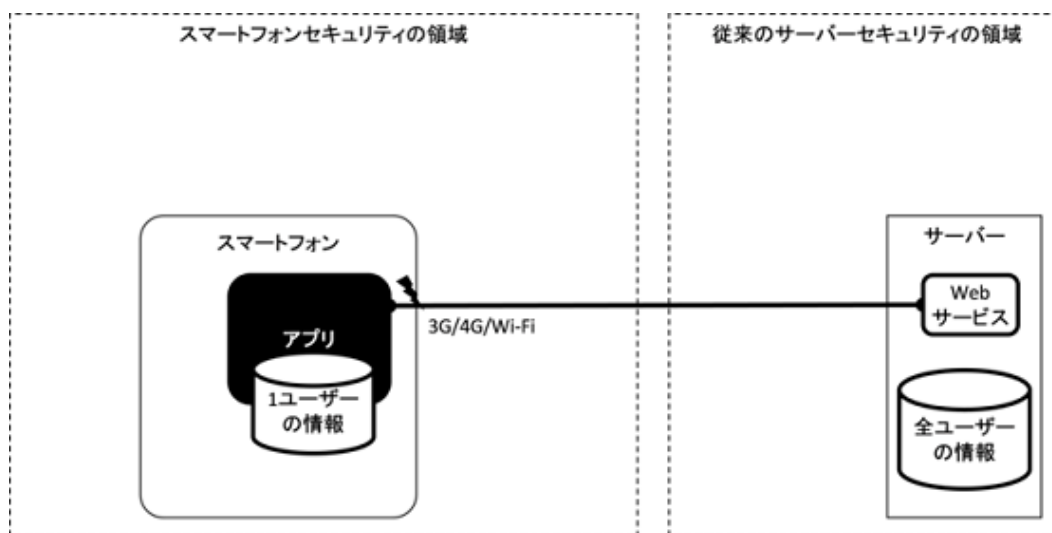 スマートフォンセキュリティの領域
従来のサーバーセキュリティの領域
スマートフォン
サーバー
アプリ
1ユーザー
の情報
3G/4G/Wi-Fi
Web
サービス
全ユーザー
の情報